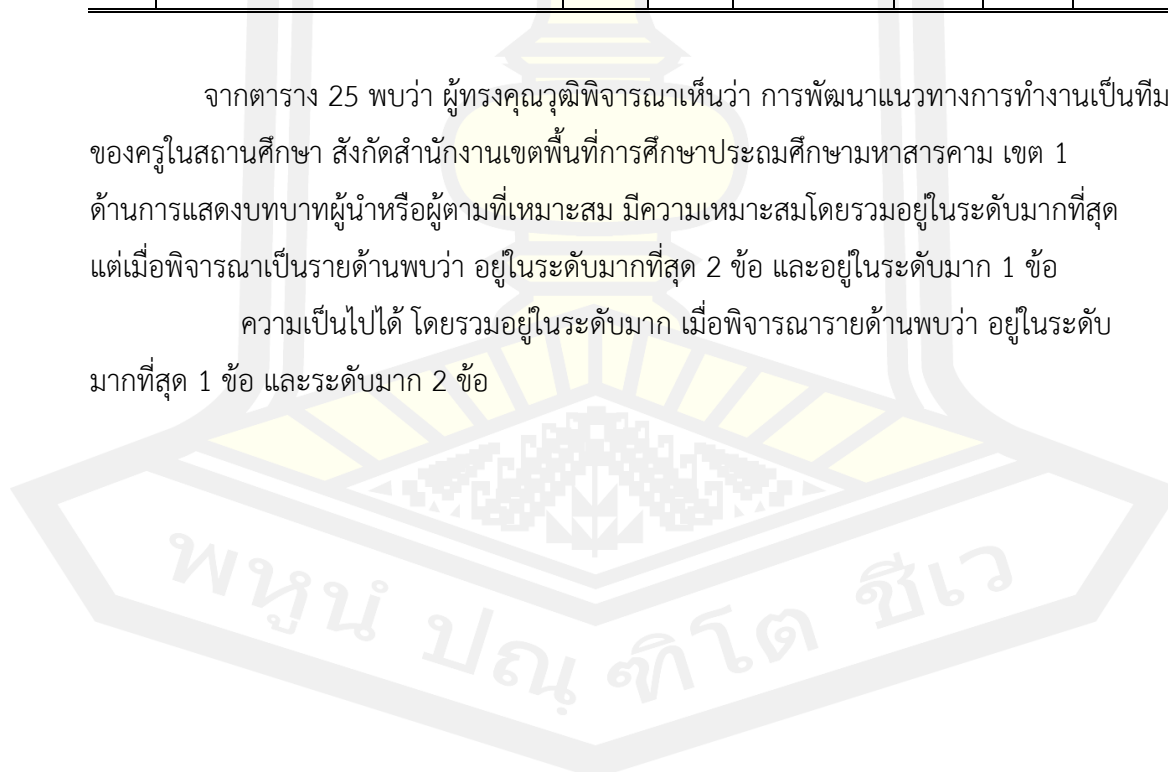 จากตาราง 25 พบว่า ผู้ทรงคุณวุฒิพิจารณาเห็นว่า การพัฒนาแนวทางการทำงานเป็นทีม
ของครูในสถานศึกษา สังกัดสำนักงานเขตพื้นที่การศึกษาประถมศึกษามหาสารคาม เขต 1
ด้านการแสดงบทบาทผู้นำหรือผู้ตามที่เหมาะสม มีความเหมาะสมโดยรวมอยู่ในระดับมากที่สุด
แต่เมื่อพิจารณาเป็นรายด้านพบว่า อยู่ในระดับมากที่สุด 2 ข้อ และอยู่ในระดับมาก 1 ข้อ
ความเป็นไปได้ โดยรวมอยู่ในระดับมาก เมื่อพิจารณารายด้านพบว่า อยู่ในระดับ
มากที่สุด 1 ข้อ และระดับมาก 2 ข้อ
พหูนํ ปณฺฑิโต ชีเว